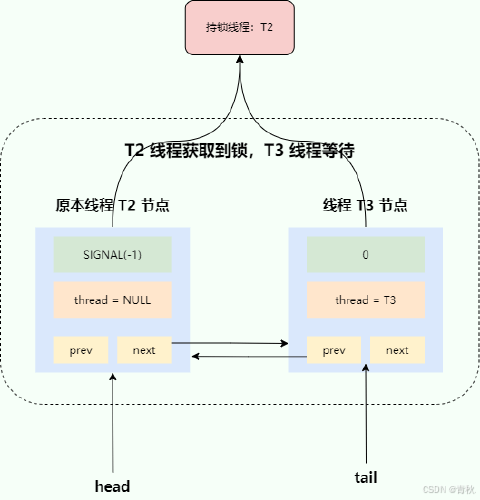 持锁线程：T2
T2 线程获取到锁，T3 线程等待
原本线程 T2 节点
线程 T3 节点
SIGNAL(-1)
0
thread = NULL
thread = T3
prev
next
prev
next
head
tail
CSDN @青秋